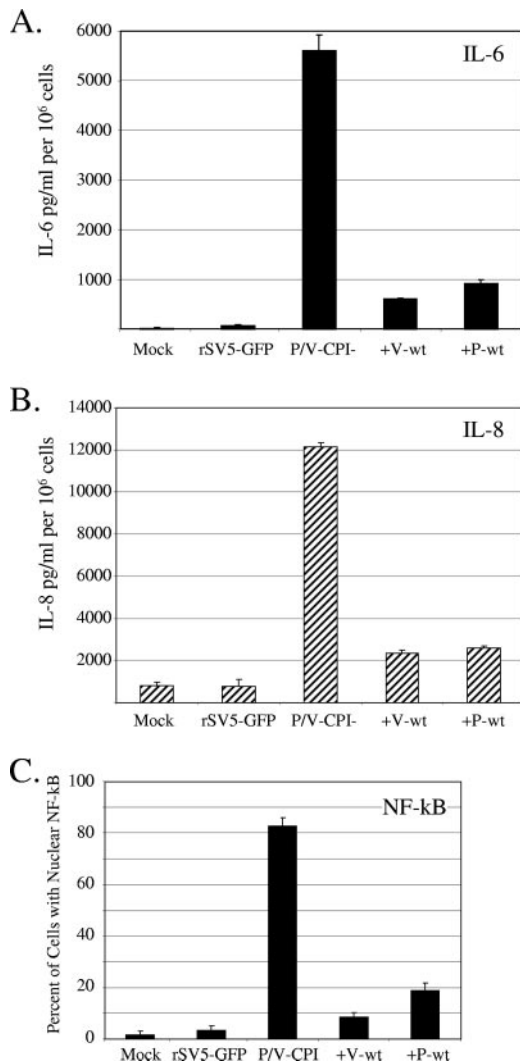 A.
IL-6
IL-6 pg/ml per 10⁶ cells
6000
5000
4000
3000
2000
1000
0
Mock rSV5-GFP P/V-CPI- +V-wt +P-wt
B.
IL-8
IL-8 pg/ml per 10⁶ cells
14000
12000
10000
8000
6000
4000
2000
Mock rSV5-GFP P/V-CPI- +V-wt +P-wt
C.
NF-kB
Percent of Cells with Nuclear NF-kB
100
80
60
40
20
0
Mock rSV5-GFP P/V-CPI +V-wt +P-wt